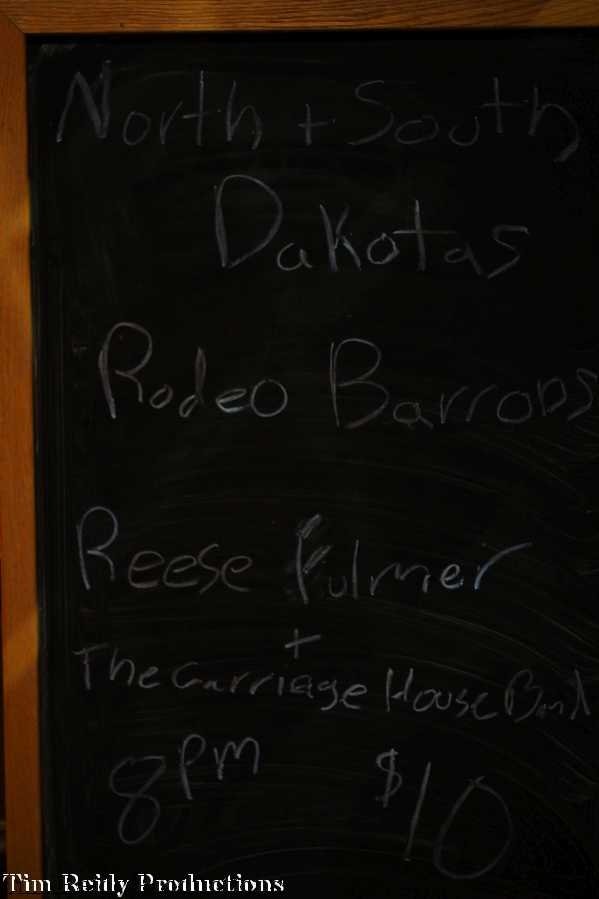 North + South
Dakotas
Rodeo Barrons
Reese Fulmer
+
The Carriage House Band
8pm $10
Tim Reidy Productions